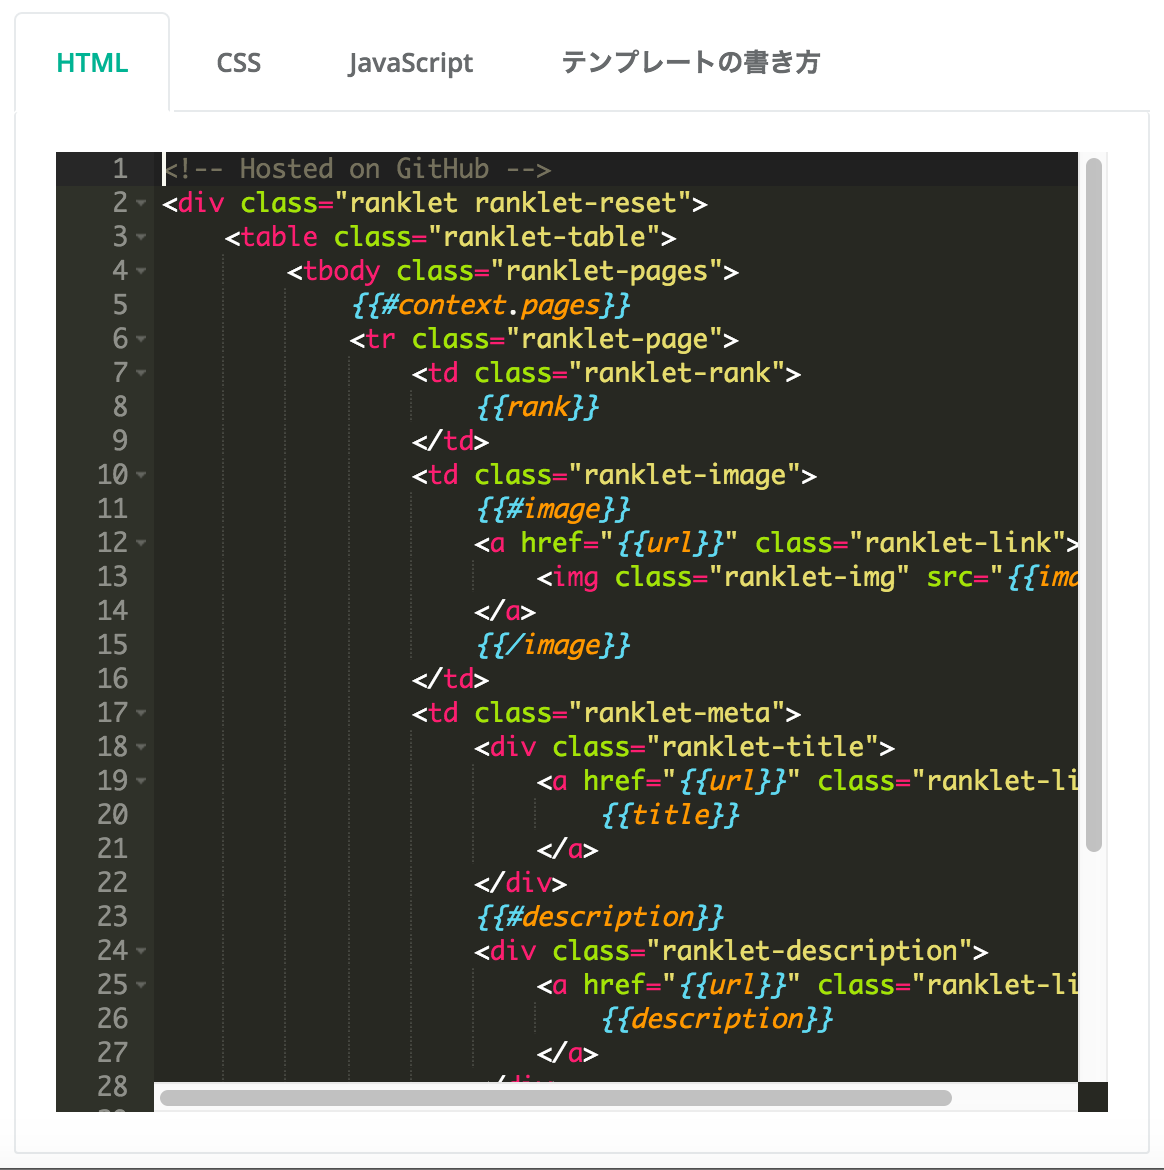 HTML CSS JavaScript テンプレートの書き方
1 <!-- Hosted on GitHub -->
2 <div class="ranklet ranklet-reset">
3     <table class="ranklet-table">
4         <tbody class="ranklet-pages">
5             {{#context.pages}}
6             <tr class="ranklet-page">
7                 <td class="ranklet-rank">
8                     {{rank}}
9                 </td>
10                 <td class="ranklet-image">
11                     {{#image}}
12                     <a href="{{url}}" class="ranklet-link">
13                         <img class="ranklet-img" src="{{ima
14                     </a>
15                     {{/image}}
16                 </td>
17                 <td class="ranklet-meta">
18                     <div class="ranklet-title">
19                         <a href="{{url}}" class="ranklet-li
20                             {{title}}
21                         </a>
22                     </div>
23                     {{#description}}
24                     <div class="ranklet-description">
25                         <a href="{{url}}" class="ranklet-li
26                             {{description}}
27                         </a>
28